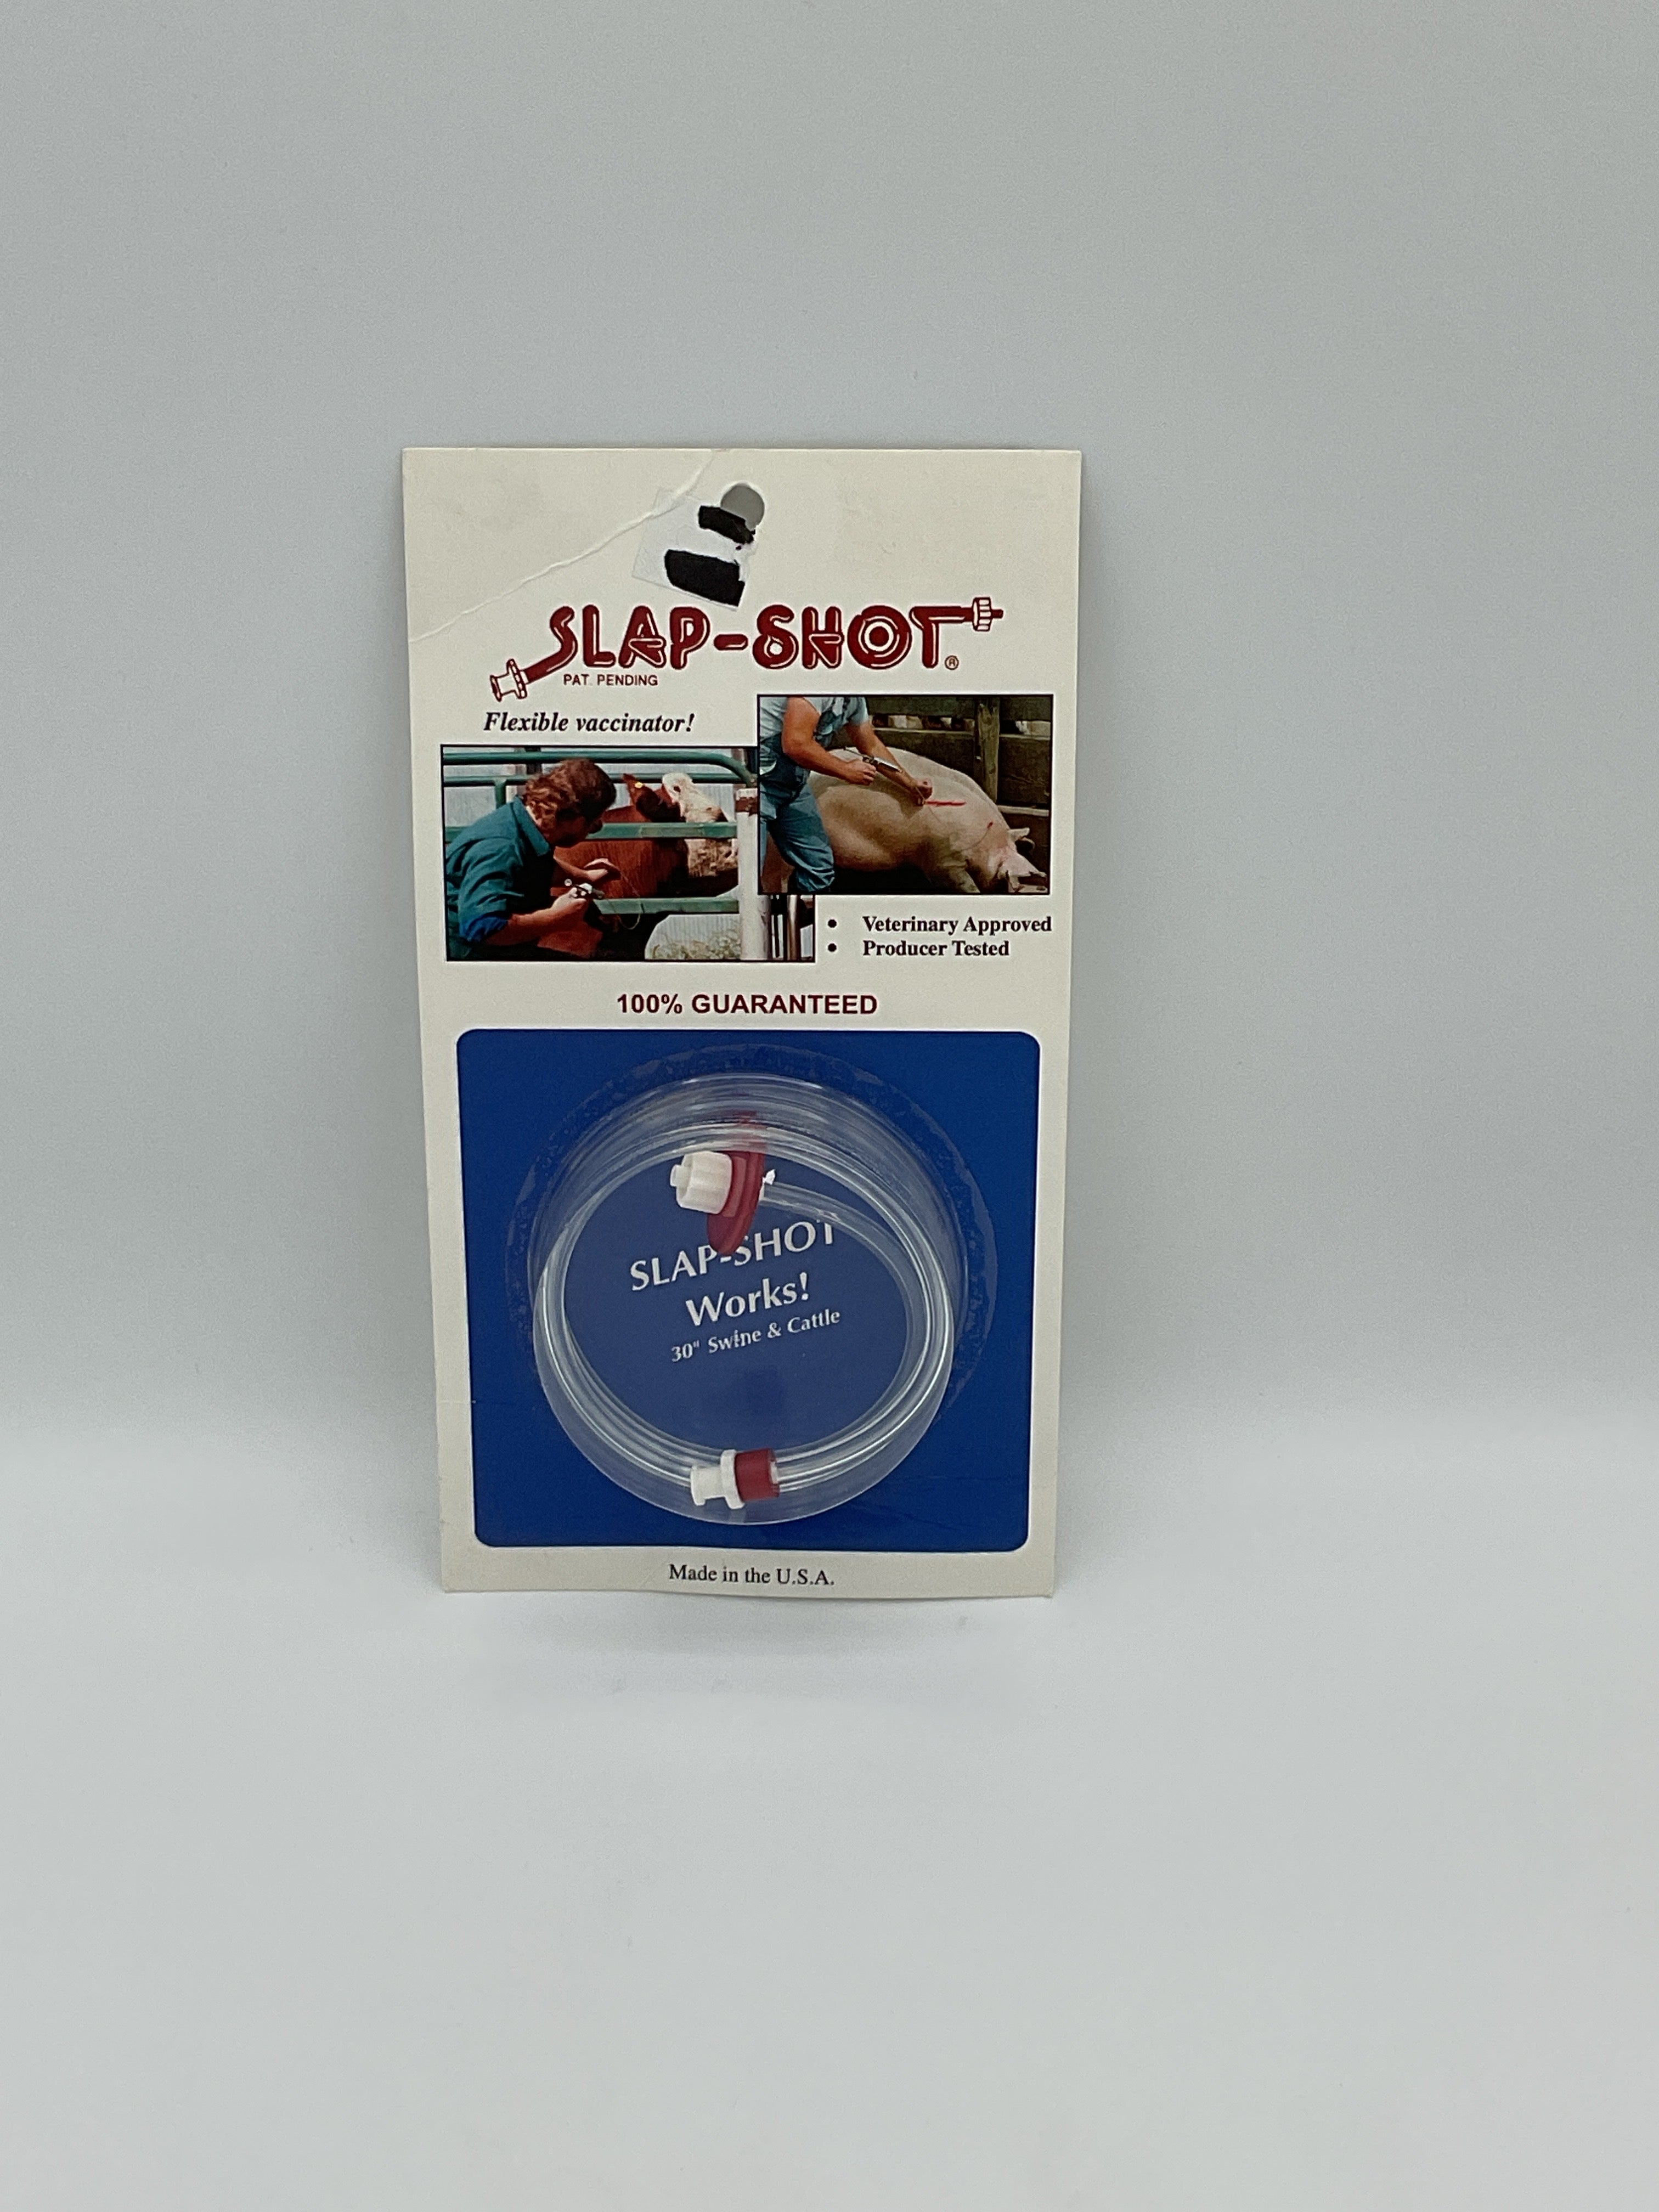 SLAP-SHOT®
PAT. PENDING
Flexible vaccinator!
• Veterinary Approved
• Producer Tested
100% GUARANTEED
SLAP-SHOT
Works!
30" Swine & Cattle
Made in the U.S.A.